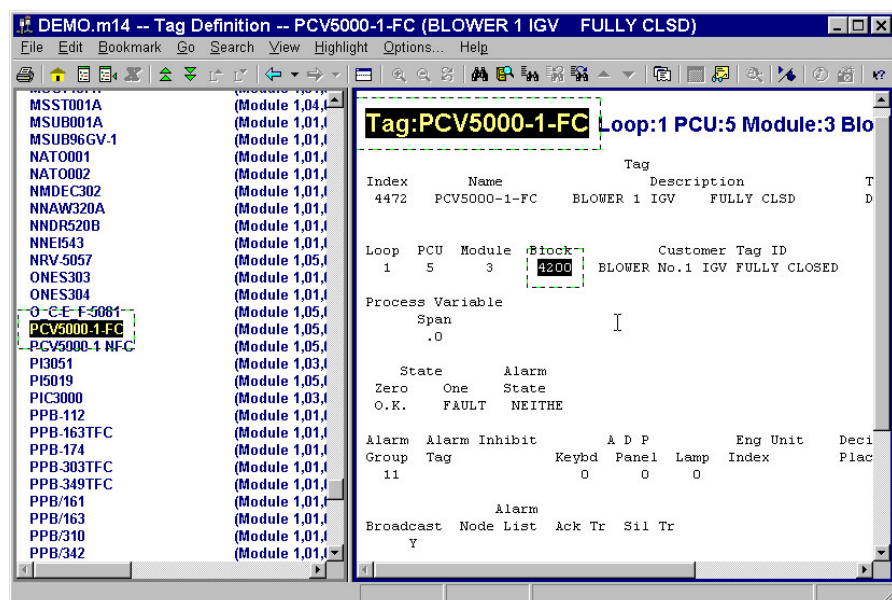 DEMO.m14 -- Tag Definition -- PCV5000-1-FC (BLOWER 1 IGV FULLY CLSD)
File Edit Bookmark Go Search View Highlight Options... Help
MSST001A (Module 1,04,
MSUB001A (Module 1,01,
MSUB96GV-1 (Module 1,01,
NATO001 (Module 1,01,
NATO002 (Module 1,01,
NMDEC302 (Module 1,01,
NNAW320A (Module 1,01,
NNDR520B (Module 1,01,
NNEI543 (Module 1,01,
NRV-5057 (Module 1,05,
ONES303 (Module 1,01,
ONES304 (Module 1,01,
O_C-E_F-5081 (Module 1,05,
PCV5000-1-FC (Module 1,05,
PCV5000-1 NFC (Module 1,05,
PI3051 (Module 1,03,
PI5019 (Module 1,05,
PIC3000 (Module 1,03,
PPB-112 (Module 1,01,
PPB-163TFC (Module 1,01,
PPB-174 (Module 1,01,
PPB-303TFC (Module 1,01,
PPB-349TFC (Module 1,01,
PPB/161 (Module 1,01,
PPB/163 (Module 1,01,
PPB/310 (Module 1,01,
PPB/342 (Module 1,01,
Tag:PCV5000-1-FC Loop:1 PCU:5 Module:3 Blo
Tag
Index Name Description T
4472 PCV5000-1-FC BLOWER 1 IGV FULLY CLSD D
Loop PCU Module Block Customer Tag ID
1 5 3 4200 BLOWER No.1 IGV FULLY CLOSED
Process Variable
Span
.0
State Alarm
Zero One State
O.K. FAULT NEITHE
Alarm Alarm Inhibit A D P Eng Unit Deci
Group Tag Keybd Panel Lamp Index Plac
11 0 0 0
Alarm
Broadcast Node List Ack Tr Sil Tr
Y